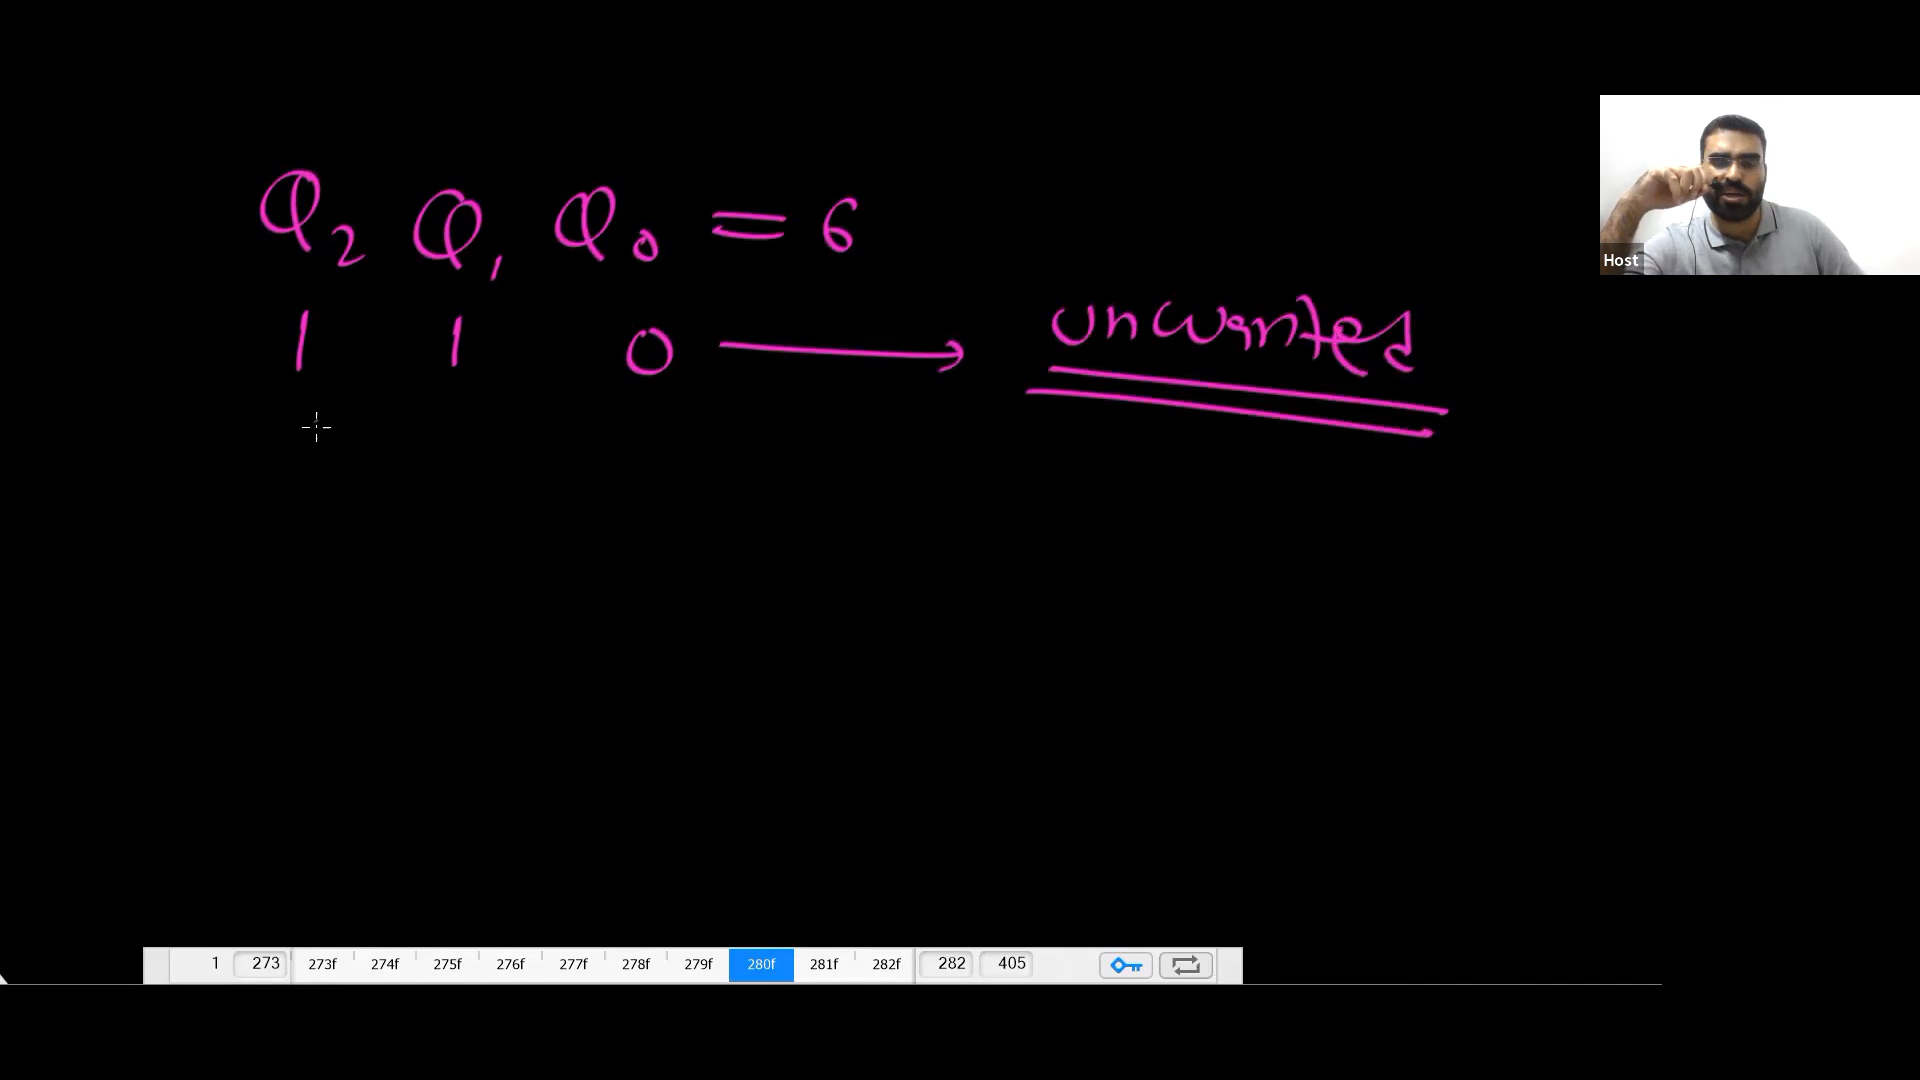 Q₂ Q₁ Q₀ = 6
1 1 0 → unwanted
Host
1 273 273f 274f 275f 276f 277f 278f 279f 280f 281f 282f 282 405